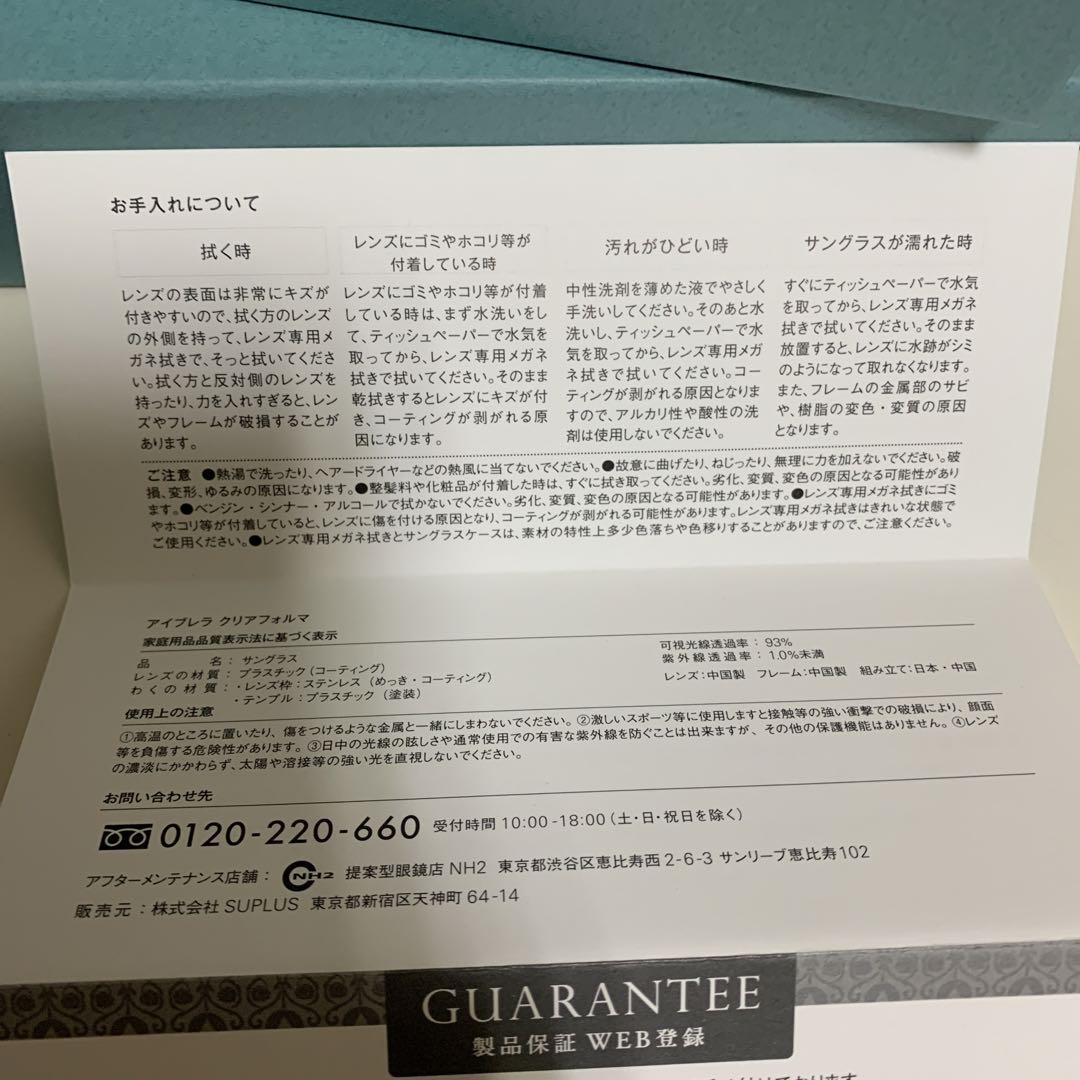 お手入れについて
拭く時
レンズの表面は非常にキズが
付きやすいので、拭く方のレンズ
の外側を持って、レンズ専用メ
ガネ拭きで、そっと拭いてくださ
い。拭く方と反対側のレンズを
持ったり、力を入れすぎると、レン
ズやフレームが破損することが
あります。
レンズにゴミやホコリ等が
付着している時
レンズにゴミやホコリ等が付着
している時は、まず水洗いをし
て、ティッシュペーパーで水気を
取ってから、レンズ専用メガネ
拭きで拭いてください。そのまま
乾拭きするとレンズにキズが付
き、コーティングが剥がれる原
因になります。
汚れがひどい時
中性洗剤を薄めた液でやさしく
手洗いしてください。そのあと水
洗いし、ティッシュペーパーで水
気を取ってから、レンズ専用メガ
ネ拭きで拭いてください。コー
ティングが剥がれる原因となりま
すので、アルカリ性や酸性の洗
剤は使用しないでください。
サングラスが濡れた時
すぐにティッシュペーパーで水気
を取ってから、レンズ専用メガネ
拭きで拭いてください。そのまま
放置すると、レンズに水跡がシミ
のようになって取れなくなります。
また、フレームの金属部のサビ
や、樹脂の変色・変質の原因
となります。
ご注意 ●熱湯で洗ったり、ヘアードライヤーなどの熱風に当てないでください。●故意に曲げたり、ねじったり、無理に力を加えないでください。破
損、変形、ゆるみの原因になります。●整髪料や化粧品が付着した時は、すぐに拭き取ってください。劣化、変質、変色の原因となる可能性があり
ます。●ベンジン・シンナー・アルコールで拭かないでください。劣化、変質、変色の原因となる可能性があります。●レンズ専用メガネ拭きにゴミ
やホコリ等が付着していると、レンズに傷を付ける原因となり、コーティングが剥がれる可能性があります。レンズ専用メガネ拭きはきれいな状態で
ご使用ください。●レンズ専用メガネ拭きとサングラスケースは、素材の特性上多少色落ちや色移りすることがありますので、ご注意ください。
アイプレラ クリアフォルマ
家庭用品品質表示法に基づく表示
品 名：サングラス
レンズの材質：プラスチック(コーティング)
わくの材質：・レンズ枠：ステンレス(めっき・コーティング)
・テンプル：プラスチック(塗装)
可視光線透過率：93%
紫外線透過率：1.0%未満
レンズ:中国製 フレーム:中国製 組み立て:日本・中国
使用上の注意
①高温のところに置いたり、傷をつけるような金属と一緒にしまわないでください。②激しいスポーツ等に使用しますと接触等の強い衝撃での破損により、顔面
等を負傷する危険性があります。③日中の光線の眩しさや通常使用での有害な紫外線を防ぐことは出来ますが、その他の保護機能はありません。④レンズ
の濃淡にかかわらず、太陽や溶接等の強い光を直視しないでください。
お問い合わせ先
0120-220-660 受付時間10:00-18:00(土・日・祝日を除く)
アフターメンテナンス店舗： NH2 提案型眼鏡店 NH2 東京都渋谷区恵比寿西2-6-3 サンリーブ恵比寿102
販売元：株式会社 SUPLUS 東京都新宿区天神町 64-14
GUARANTEE
製品保証 WEB登録